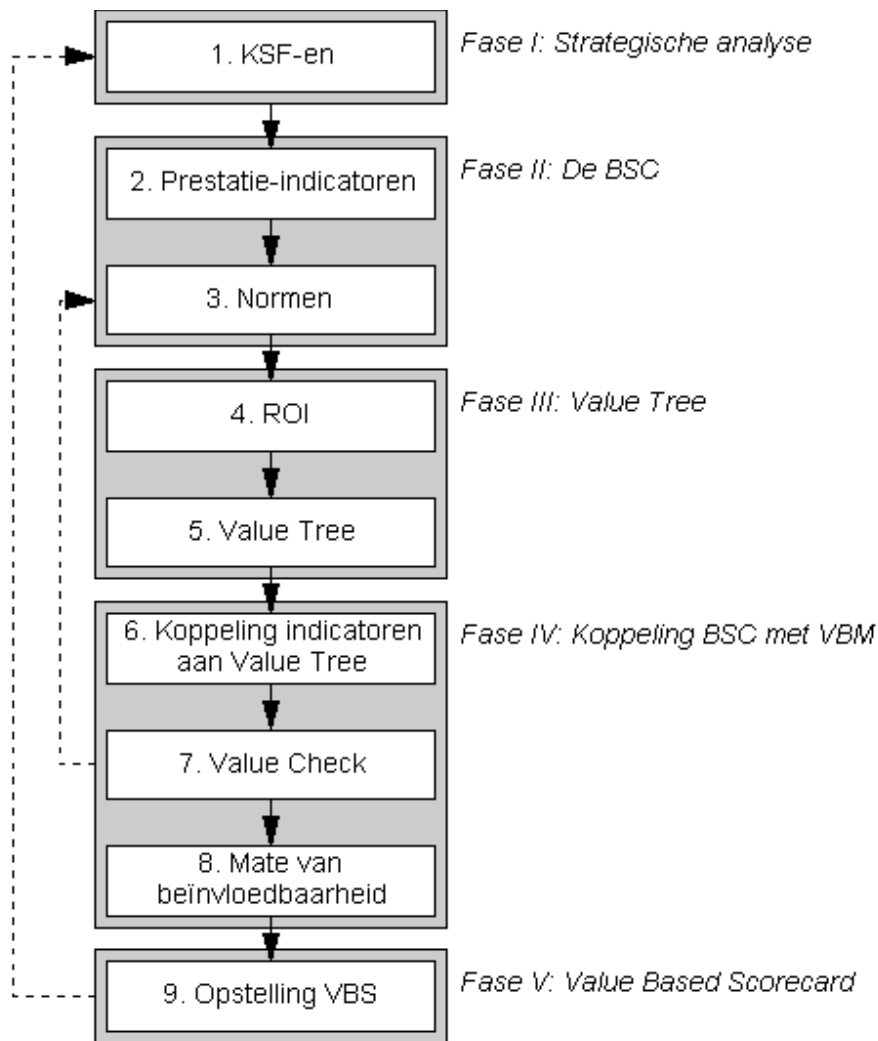 1. KSF-en
Fase I: Strategische analyse
2. Prestatie-indicatoren
Fase II: De BSC
3. Normen
4. ROI
Fase III: Value Tree
5. Value Tree
6. Koppeling indicatoren
aan Value Tree
Fase IV: Koppeling BSC met VBM
7. Value Check
8. Mate van
beïnvloedbaarheid
9. Opstelling VBS
Fase V: Value Based Scorecard